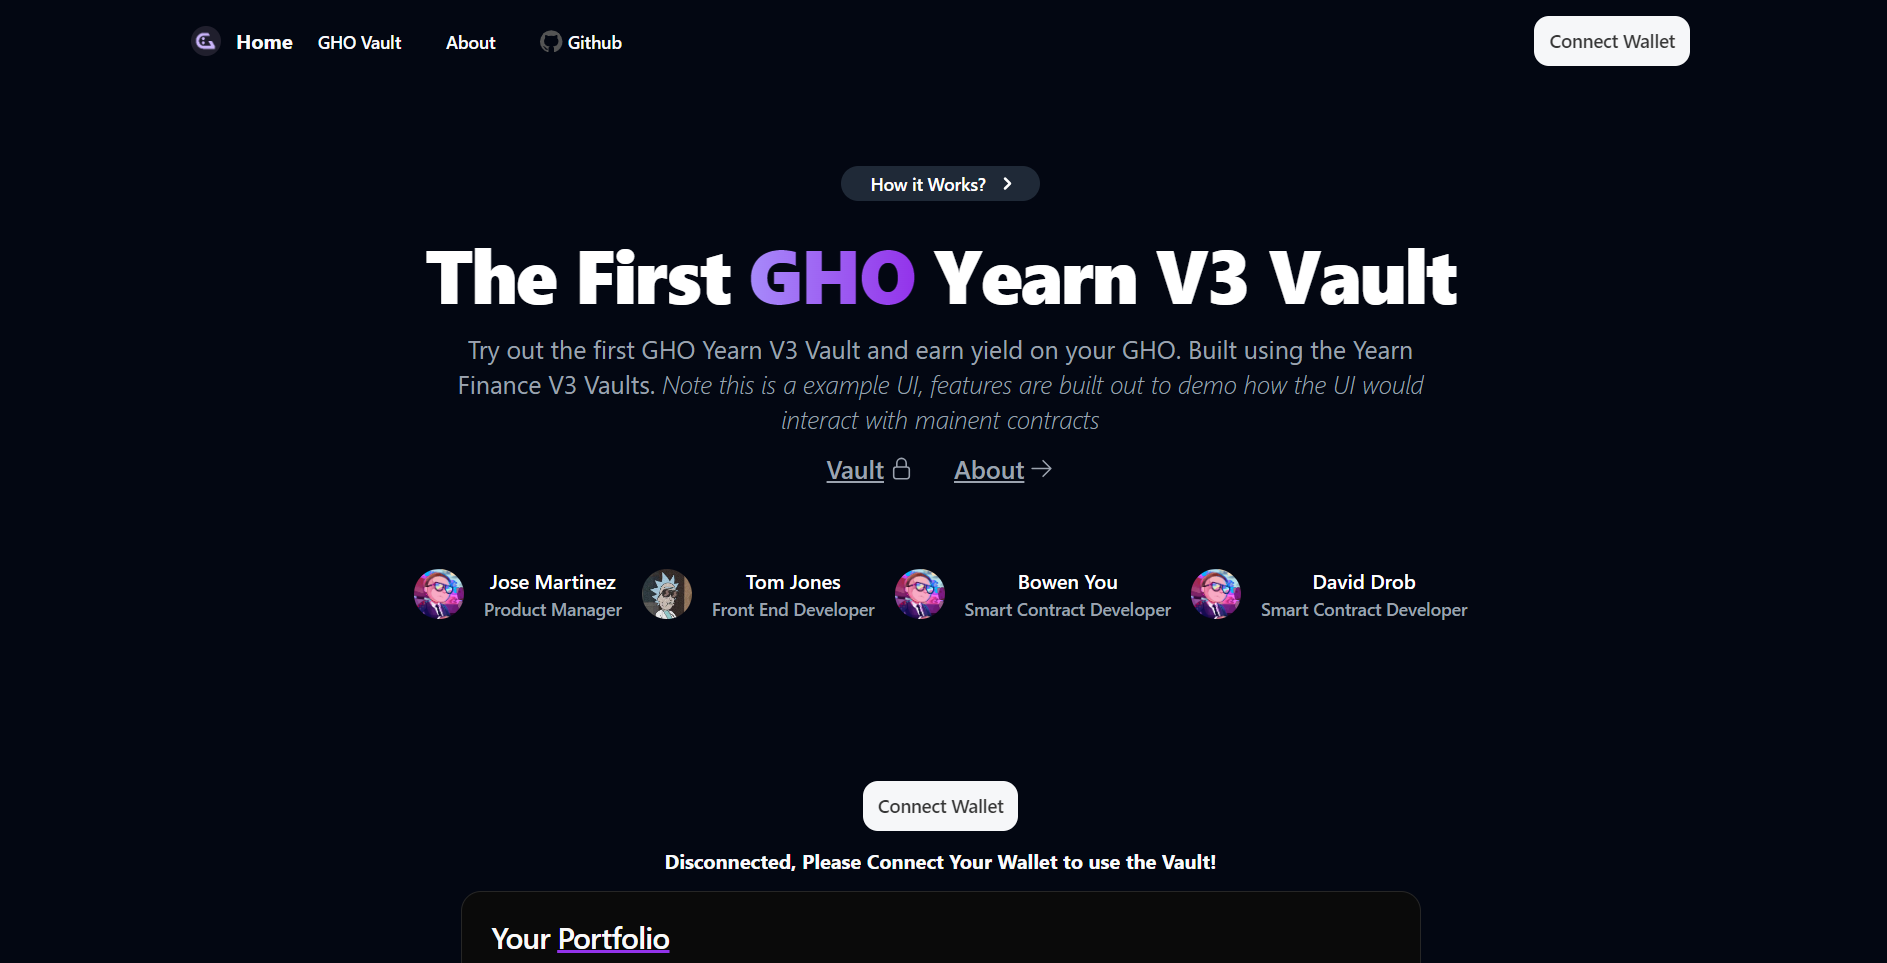 Home GHO Vault About Github Connect Wallet
How it Works?
The First GHO Yearn V3 Vault
Try out the first GHO Yearn V3 Vault and earn yield on your GHO. Built using the Yearn
Finance V3 Vaults. Note this is a example UI, features are built out to demo how the UI would
interact with mainent contracts
Vault About
Jose Martinez
Product Manager
Tom Jones
Front End Developer
Bowen You
Smart Contract Developer
David Drob
Smart Contract Developer
Connect Wallet
Disconnected, Please Connect Your Wallet to use the Vault!
Your Portfolio